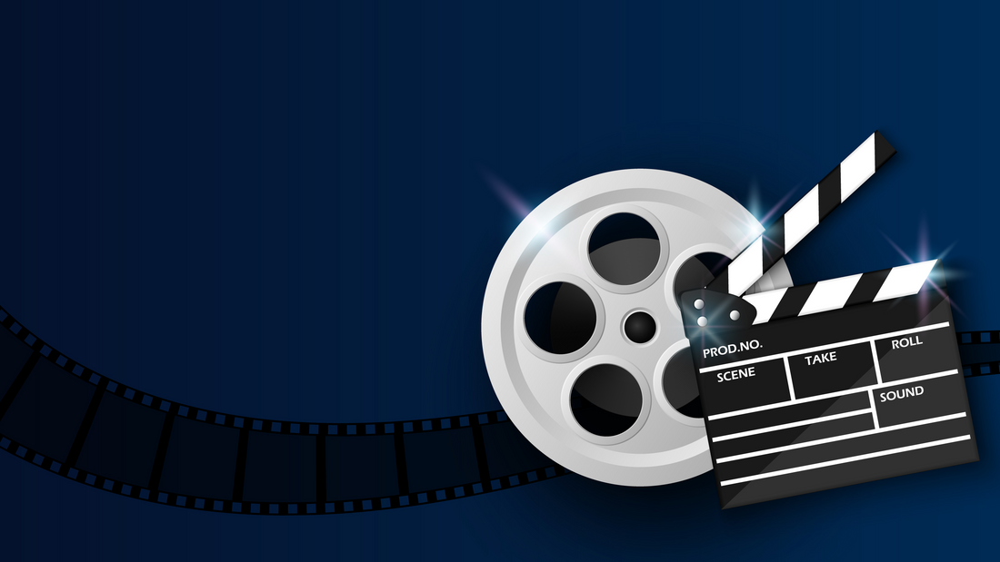 PROD.NO.
SCENE
TAKE
ROLL
SOUND